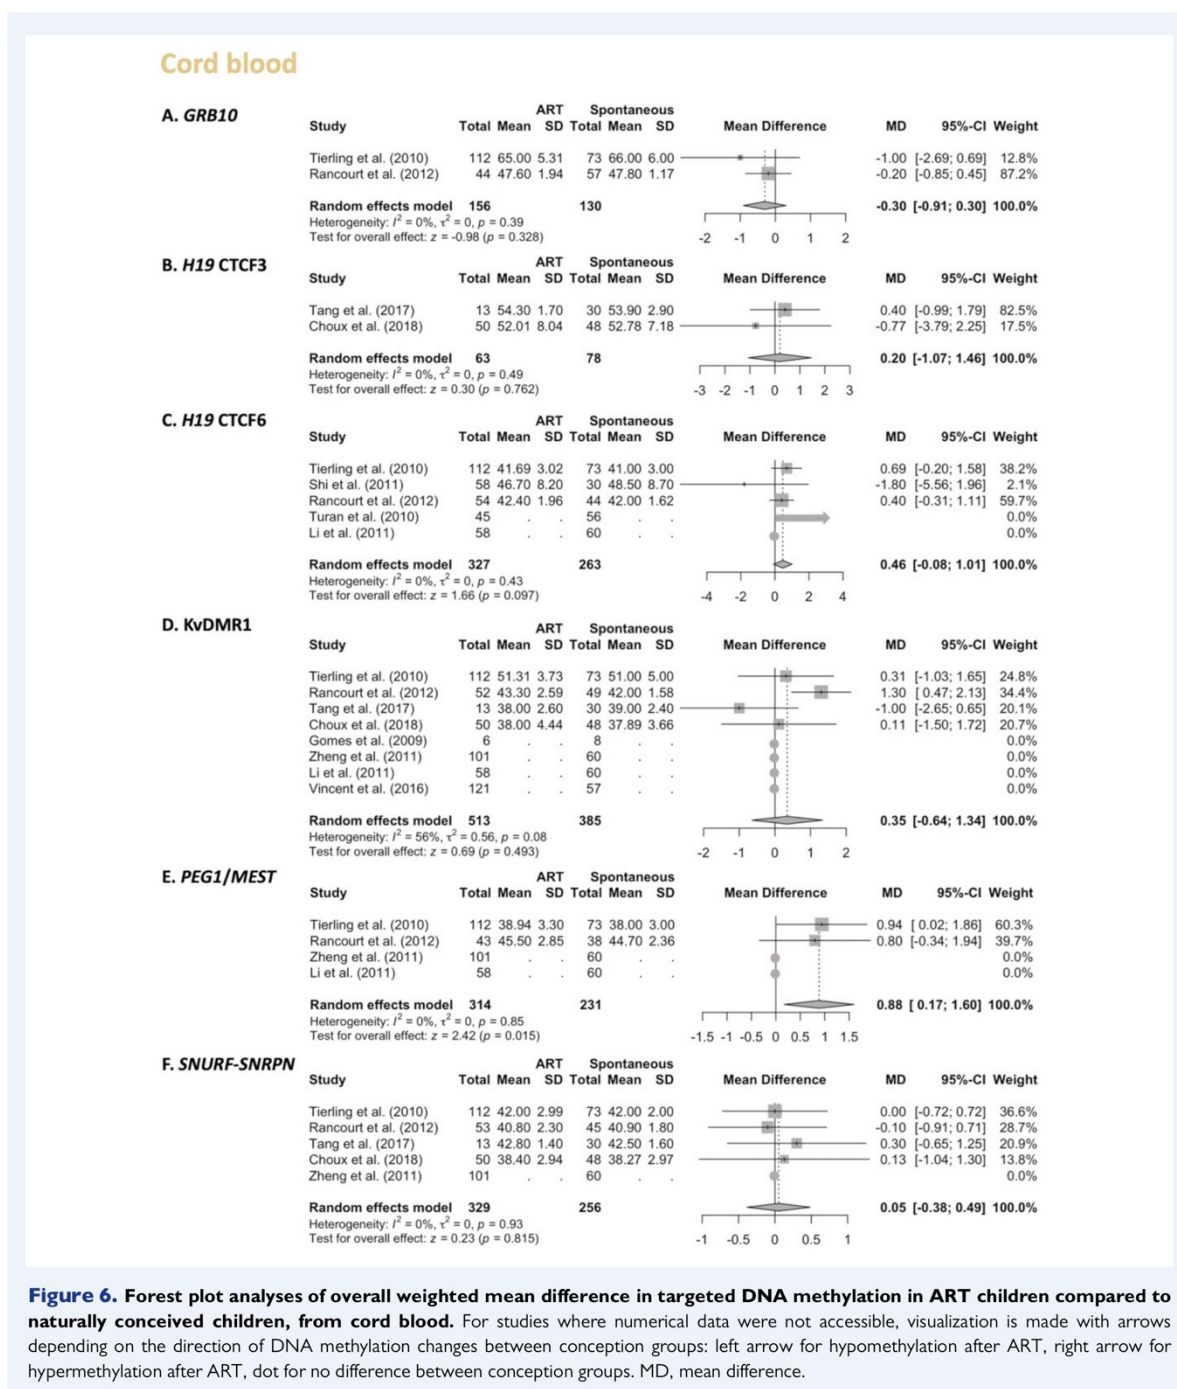 Cord blood
A. GRB10
ART Spontaneous
Study Total Mean SD Total Mean SD Mean Difference MD 95%-CI Weight
Tierling et al. (2010) 112 65.00 5.31 73 66.00 6.00 -1.00 [-2.69; 0.69] 12.8%
Rancourt et al. (2012) 44 47.60 1.94 57 47.80 1.17 -0.20 [-0.85; 0.45] 87.2%
Random effects model 156 130 -0.30 [-0.91; 0.30] 100.0%
Heterogeneity: I² = 0%, τ² = 0, p = 0.39
Test for overall effect: z = -0.98 (p = 0.328)
-2 -1 0 1 2
B. H19 CTCF3
ART Spontaneous
Study Total Mean SD Total Mean SD Mean Difference MD 95%-CI Weight
Tang et al. (2017) 13 54.30 1.70 30 53.90 2.90 0.40 [-0.99; 1.79] 82.5%
Choux et al. (2018) 50 52.01 8.04 48 52.78 7.18 -0.77 [-3.79; 2.25] 17.5%
Random effects model 63 78 0.20 [-1.07; 1.46] 100.0%
Heterogeneity: I² = 0%, τ² = 0, p = 0.49
Test for overall effect: z = 0.30 (p = 0.762)
-3 -2 -1 0 1 2 3
C. H19 CTCF6
ART Spontaneous
Study Total Mean SD Total Mean SD Mean Difference MD 95%-CI Weight
Tierling et al. (2010) 112 41.69 3.02 73 41.00 3.00 0.69 [-0.20; 1.58] 38.2%
Shi et al. (2011) 58 46.70 8.20 30 48.50 8.70 -1.80 [-5.56; 1.96] 2.1%
Rancourt et al. (2012) 54 42.40 1.96 44 42.00 1.62 0.40 [-0.31; 1.11] 59.7%
Turan et al. (2010) 45 . . 56 . . 0.0%
Li et al. (2011) 58 . . 60 . . 0.0%
Random effects model 327 263 0.46 [-0.08; 1.01] 100.0%
Heterogeneity: I² = 0%, τ² = 0, p = 0.43
Test for overall effect: z = 1.66 (p = 0.097)
-4 -2 0 2 4
D. KvDMR1
ART Spontaneous
Study Total Mean SD Total Mean SD Mean Difference MD 95%-CI Weight
Tierling et al. (2010) 112 51.31 3.73 73 51.00 5.00 0.31 [-1.03; 1.65] 24.8%
Rancourt et al. (2012) 52 43.30 2.59 49 42.00 1.58 1.30 [ 0.47; 2.13] 34.4%
Tang et al. (2017) 13 38.00 2.60 30 39.00 2.40 -1.00 [-2.65; 0.65] 20.1%
Choux et al. (2018) 50 38.00 4.44 48 37.89 3.66 0.11 [-1.50; 1.72] 20.7%
Gomes et al. (2009) 6 . . 8 . . 0.0%
Zheng et al. (2011) 101 . . 60 . . 0.0%
Li et al. (2011) 58 . . 60 . . 0.0%
Vincent et al. (2016) 121 . . 57 . . 0.0%
Random effects model 513 385 0.35 [-0.64; 1.34] 100.0%
Heterogeneity: I² = 56%, τ² = 0.56, p = 0.08
Test for overall effect: z = 0.69 (p = 0.493)
-2 -1 0 1 2
E. PEG1/MEST
ART Spontaneous
Study Total Mean SD Total Mean SD Mean Difference MD 95%-CI Weight
Tierling et al. (2010) 112 38.94 3.30 73 38.00 3.00 0.94 [ 0.02; 1.86] 60.3%
Rancourt et al. (2012) 43 45.50 2.85 38 44.70 2.36 0.80 [-0.34; 1.94] 39.7%
Zheng et al. (2011) 101 . . 60 . . 0.0%
Li et al. (2011) 58 . . 60 . . 0.0%
Random effects model 314 231 0.88 [ 0.17; 1.60] 100.0%
Heterogeneity: I² = 0%, τ² = 0, p = 0.85
Test for overall effect: z = 2.42 (p = 0.015)
-1.5 -1 -0.5 0 0.5 1 1.5
F. SNURF-SNRPN
ART Spontaneous
Study Total Mean SD Total Mean SD Mean Difference MD 95%-CI Weight
Tierling et al. (2010) 112 42.00 2.99 73 42.00 2.00 0.00 [-0.72; 0.72] 36.6%
Rancourt et al. (2012) 53 40.80 2.30 45 40.90 1.80 -0.10 [-0.91; 0.71] 28.7%
Tang et al. (2017) 13 42.80 1.40 30 42.50 1.60 0.30 [-0.65; 1.25] 20.9%
Choux et al. (2018) 50 38.40 2.94 48 38.27 2.97 0.13 [-1.04; 1.30] 13.8%
Zheng et al. (2011) 101 . . 60 . . 0.0%
Random effects model 329 256 0.05 [-0.38; 0.49] 100.0%
Heterogeneity: I² = 0%, τ² = 0, p = 0.93
Test for overall effect: z = 0.23 (p = 0.815)
-1 -0.5 0 0.5 1
Figure 6. Forest plot analyses of overall weighted mean difference in targeted DNA methylation in ART children compared to
naturally conceived children, from cord blood. For studies where numerical data were not accessible, visualization is made with arrows
depending on the direction of DNA methylation changes between conception groups: left arrow for hypomethylation after ART, right arrow for
hypermethylation after ART, dot for no difference between conception groups. MD, mean difference.